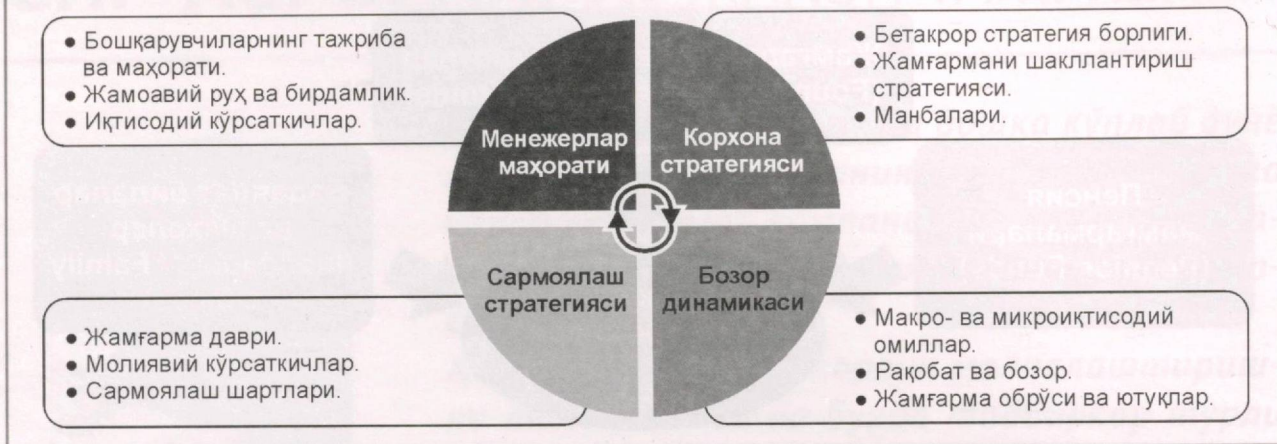 • Бошқарувчиларнинг тажриба
ва маҳорати.
• Жамоавий руҳ ва бирдамлик.
• Иқтисодий кўрсаткичлар.
Менежерлар
маҳорати
Корхона
стратегияси
• Бетакрор стратегия борлиги.
• Жамғармани шакллантириш
стратегияси.
• Манбалари.
Сармоялаш
стратегияси
Бозор
динамикаси
• Жамғарма даври.
• Молиявий кўрсаткичлар.
• Сармоялаш шартлари.
• Макро- ва микроиқтисодий
омиллар.
• Рақобат ва бозор.
• Жамғарма обрўси ва ютуқлар.